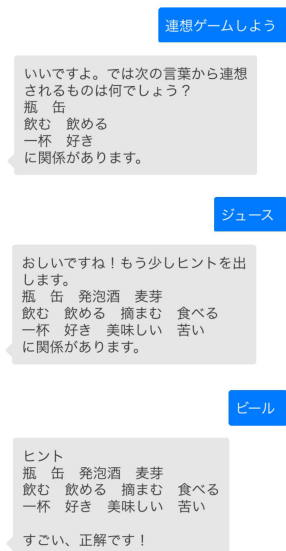 連想ゲームしよう
いいですよ。では次の言葉から連想
されるものは何でしょう？
瓶　缶
飲む　飲める
一杯　好き
に関係があります。
ジュース
おしいですね！もう少しヒントを出
します。
瓶　缶　発泡酒　麦芽
飲む　飲める　摘まむ　食べる
一杯　好き　美味しい　苦い
に関係があります。
ビール
ヒント
瓶　缶　発泡酒　麦芽
飲む　飲める　摘まむ　食べる
一杯　好き　美味しい　苦い
すごい、正解です！